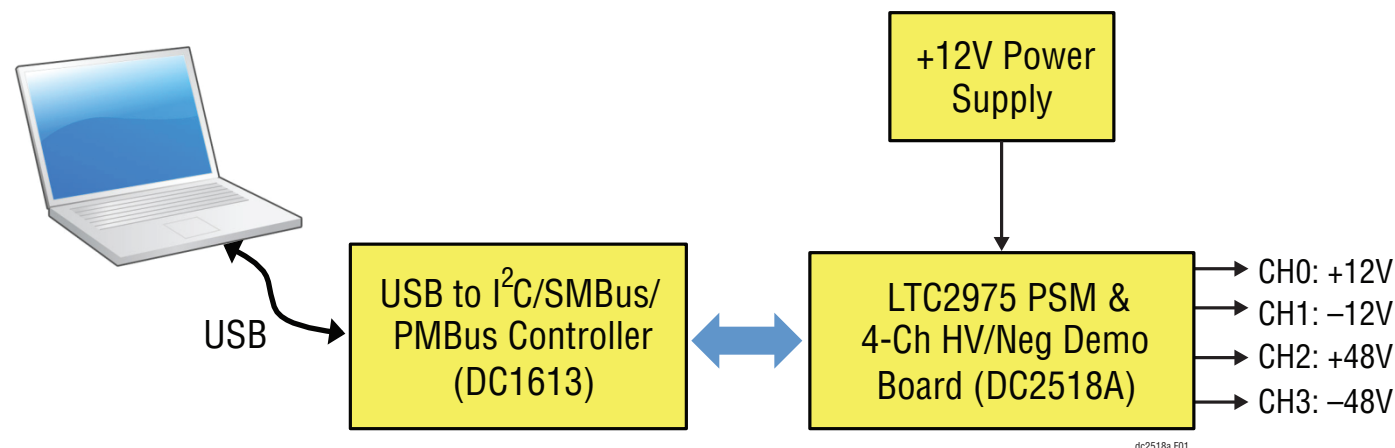 +12V Power
Supply
USB
USB to I²C/SMBus/
PMBus Controller
(DC1613)
LTC2975 PSM &
4-Ch HV/Neg Demo
Board (DC2518A)
CH0: +12V
CH1: –12V
CH2: +48V
CH3: –48V
dc2518a F01